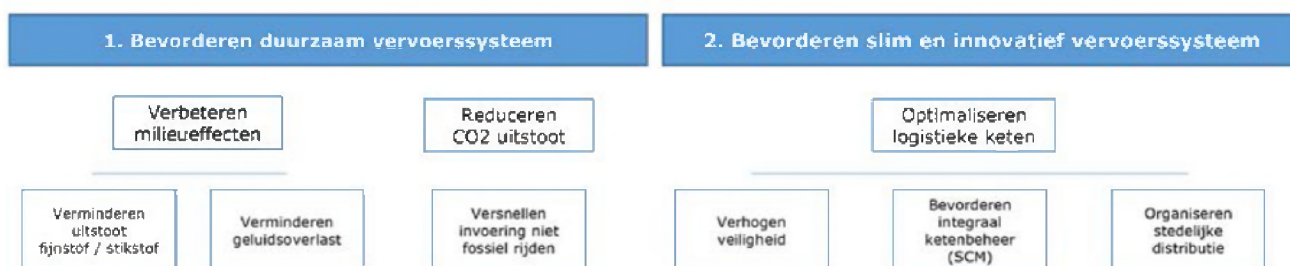 1. Bevorderen duurzaam vervoerssysteem
2. Bevorderen slim en innovatief vervoerssysteem
Verbeteren
milieueffecten
Reduceren
CO2 uitstoot
Optimaliseren
logistieke keten
Verminderen
uitstoot
fijnstof / stikstof
Verminderen
geluidsoverlast
Versnellen
invoering niet
fossiel rijden
Verhogen
veiligheid
Bevorderen
integraal
ketenbeheer
(SCM)
Organiseren
stedelijke
distributie